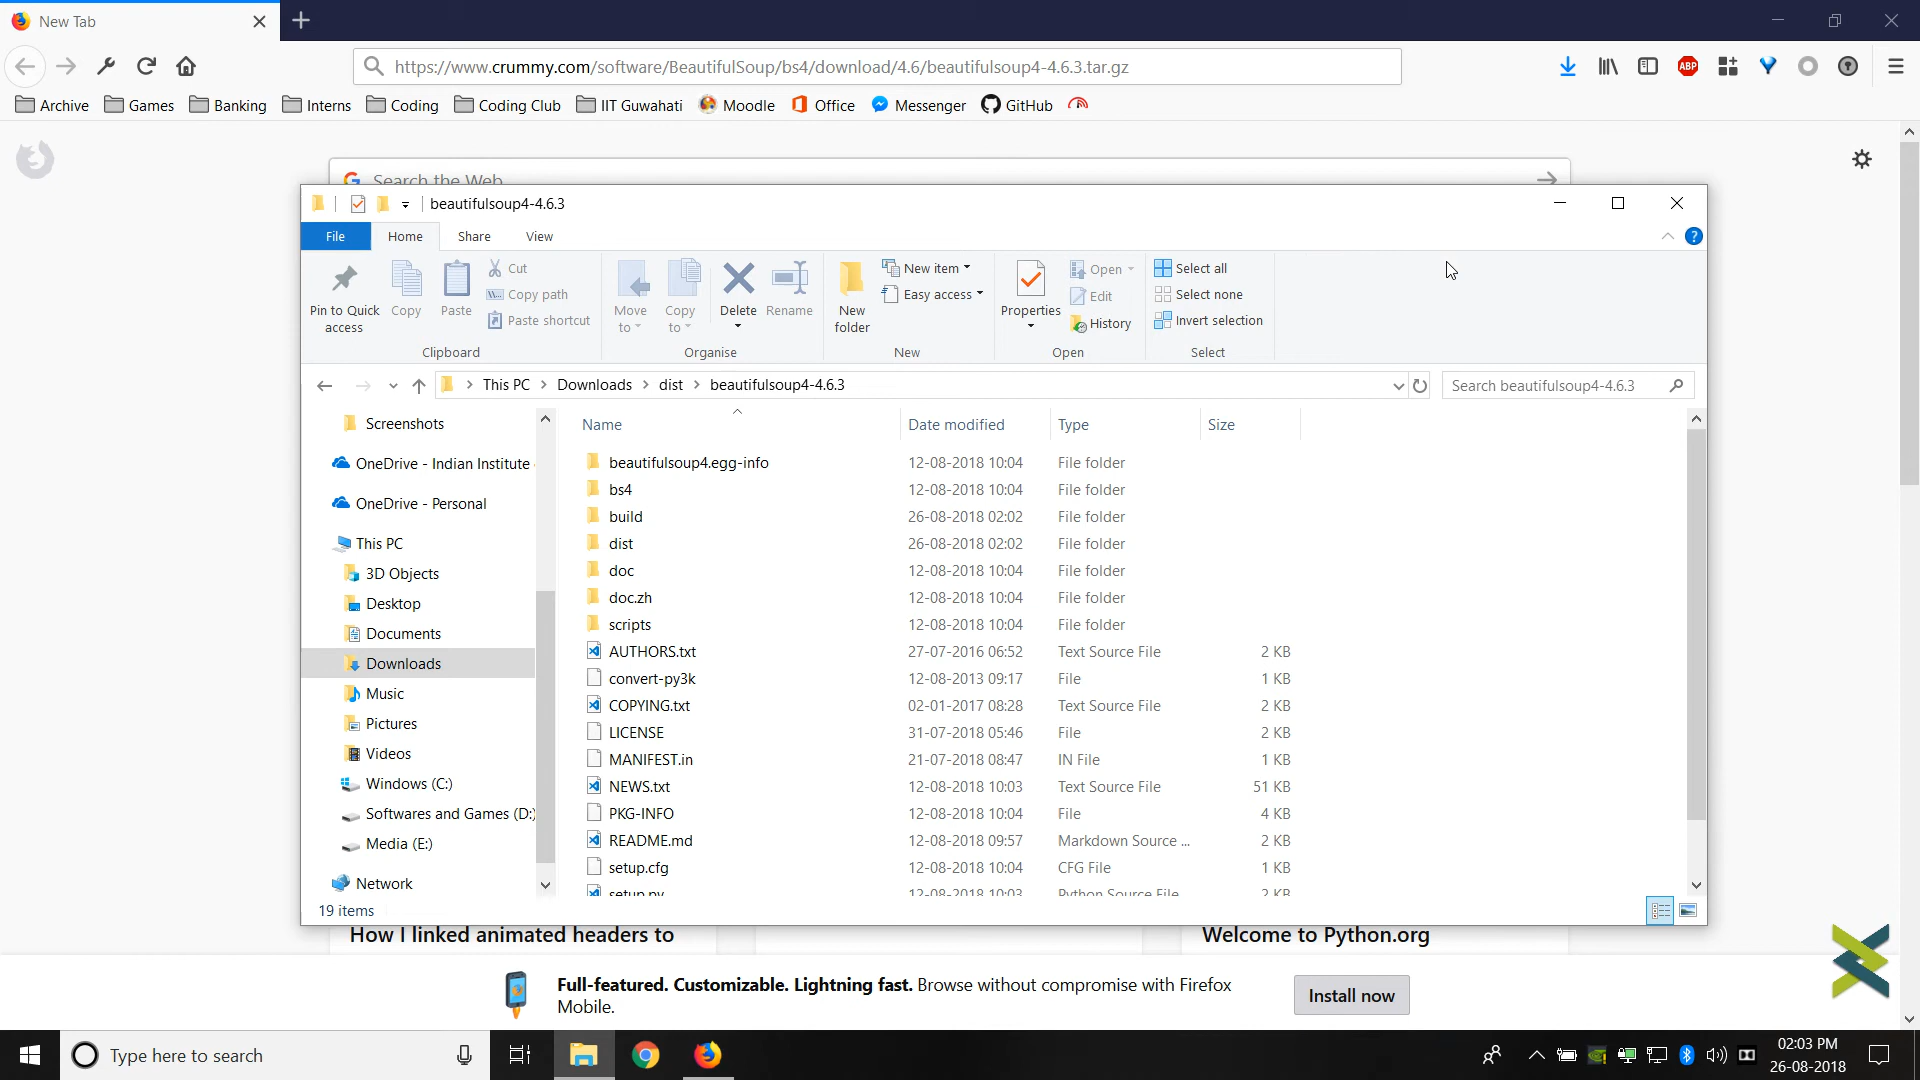 New Tab
https://www.crummy.com/software/BeautifulSoup/bs4/download/4.6/beautifulsoup4-4.6.3.tar.gz
ABP
Archive Games Banking Interns Coding Coding Club IIT Guwahati Moodle Office Messenger GitHub
Search the Web
beautifulsoup4-4.6.3
File Home Share View
Pin to Quick access
Copy
Paste
Cut
Copy path
Paste shortcut
Clipboard
Move to
Copy to
Delete
Rename
Organise
New folder
New item
Easy access
New
Properties
Open
Edit
History
Open
Select all
Select none
Invert selection
Select
This PC > Downloads > dist > beautifulsoup4-4.6.3
Search beautifulsoup4-4.6.3
Screenshots
OneDrive - Indian Institute
OneDrive - Personal
This PC
3D Objects
Desktop
Documents
Downloads
Music
Pictures
Videos
Windows (C:)
Softwares and Games (D:)
Media (E:)
Network
Name Date modified Type Size
beautifulsoup4.egg-info 12-08-2018 10:04 File folder
bs4 12-08-2018 10:04 File folder
build 26-08-2018 02:02 File folder
dist 26-08-2018 02:02 File folder
doc 12-08-2018 10:04 File folder
doc.zh 12-08-2018 10:04 File folder
scripts 12-08-2018 10:04 File folder
AUTHORS.txt 27-07-2016 06:52 Text Source File 2 KB
convert-py3k 12-08-2013 09:17 File 1 KB
COPYING.txt 02-01-2017 08:28 Text Source File 2 KB
LICENSE 31-07-2018 05:46 File 2 KB
MANIFEST.in 21-07-2018 08:47 IN File 1 KB
NEWS.txt 12-08-2018 10:03 Text Source File 51 KB
PKG-INFO 12-08-2018 10:04 File 4 KB
README.md 12-08-2018 09:57 Markdown Source ... 2 KB
setup.cfg 12-08-2018 10:04 CFG File 1 KB
setup.py 12-08-2018 10:03 Python Source File 2 KB
19 items
How I linked animated headers to
Welcome to Python.org
Full-featured. Customizable. Lightning fast. Browse without compromise with Firefox
Mobile.
Install now
Type here to search
02:03 PM
26-08-2018